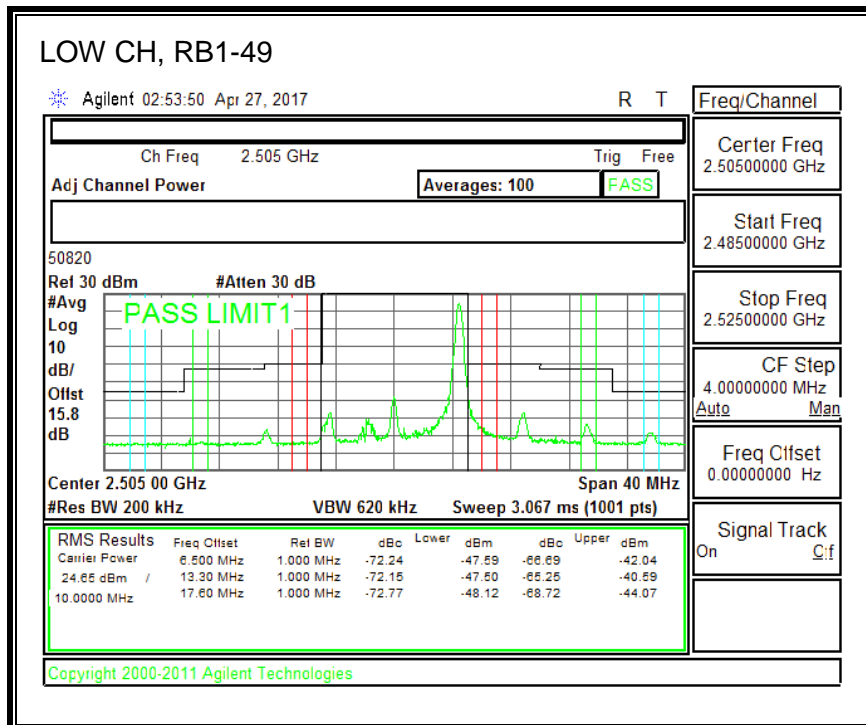 LOW CH, RB1-49
Agilent 02:53:50 Apr 27, 2017 R T
Freq/Channel
Ch Freq 2.505 GHz Trig Free
Adj Channel Power Averages: 100 PASS
Center Freq
2.50500000 GHz
Start Freq
2.48500000 GHz
Stop Freq
2.52500000 GHz
CF Step
4.00000000 MHz
Auto Man
Freq Offset
0.00000000 Hz
Signal Track
On Off
50820
Ref 30 dBm #Atten 30 dB
#Avg
Log
10
dB/
Offst
15.8
dB
PASS LIMIT1
Center 2.505 00 GHz Span 40 MHz
#Res BW 200 kHz VBW 620 kHz Sweep 3.067 ms (1001 pts)
RMS Results Freq Offset Ref BW dBc Lower dBm dBc Upper dBm
Carrier Power 6.500 MHz 1.000 MHz -72.24 -47.59 -66.69 -42.04
24.65 dBm / 13.30 MHz 1.000 MHz -72.15 -47.50 -65.25 -40.59
10.0000 MHz 17.60 MHz 1.000 MHz -72.77 -48.12 -68.72 -44.07
Copyright 2000-2011 Agilent Technologies